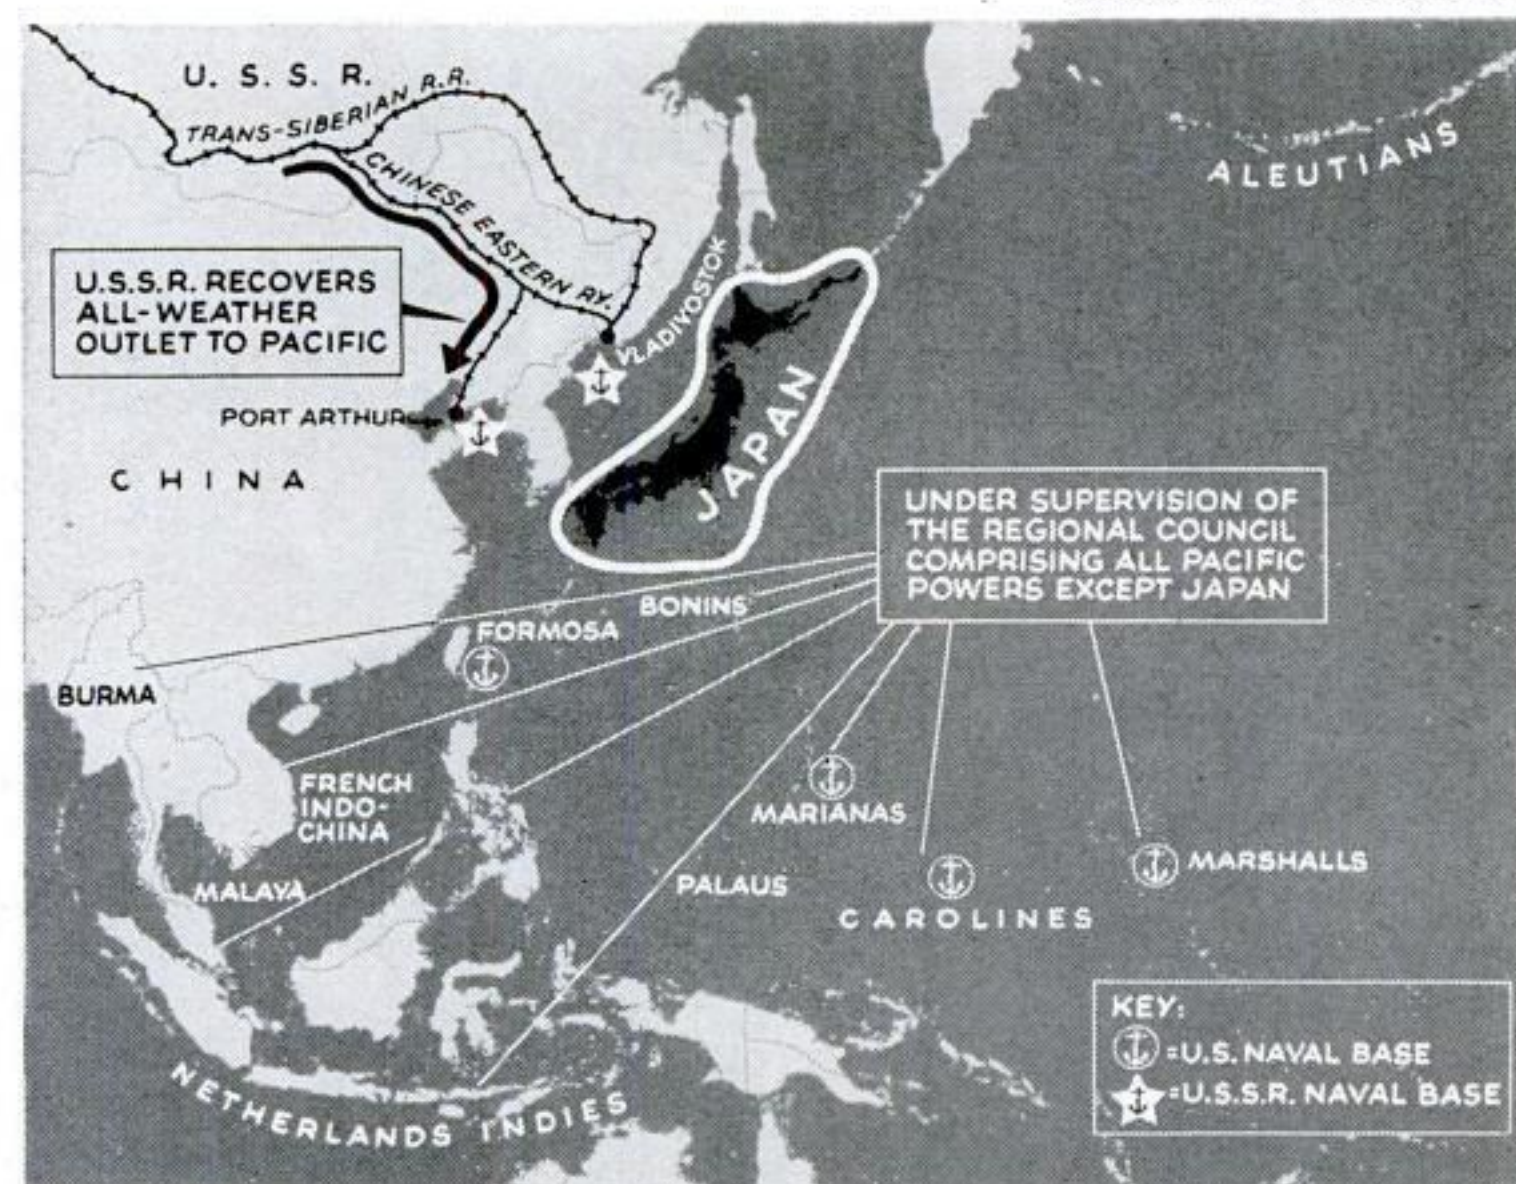 U. S. S. R.
TRANS-SIBERIAN R.R.
CHINESE EASTERN RY.
ALEUTIANS
U.S.S.R. RECOVERS
ALL-WEATHER
OUTLET TO PACIFIC
VLADIVOSTOK
PORT ARTHUR
CHINA
JAPAN
UNDER SUPERVISION OF
THE REGIONAL COUNCIL
COMPRISING ALL PACIFIC
POWERS EXCEPT JAPAN
BONINS
FORMOSA
BURMA
FRENCH
INDO-
CHINA
MARIANAS
MALAYA
PALAUS
MARSHALLS
CAROLINES
NETHERLANDS INDIES
KEY:
=U.S. NAVAL BASE
=U.S.S.R. NAVAL BASE